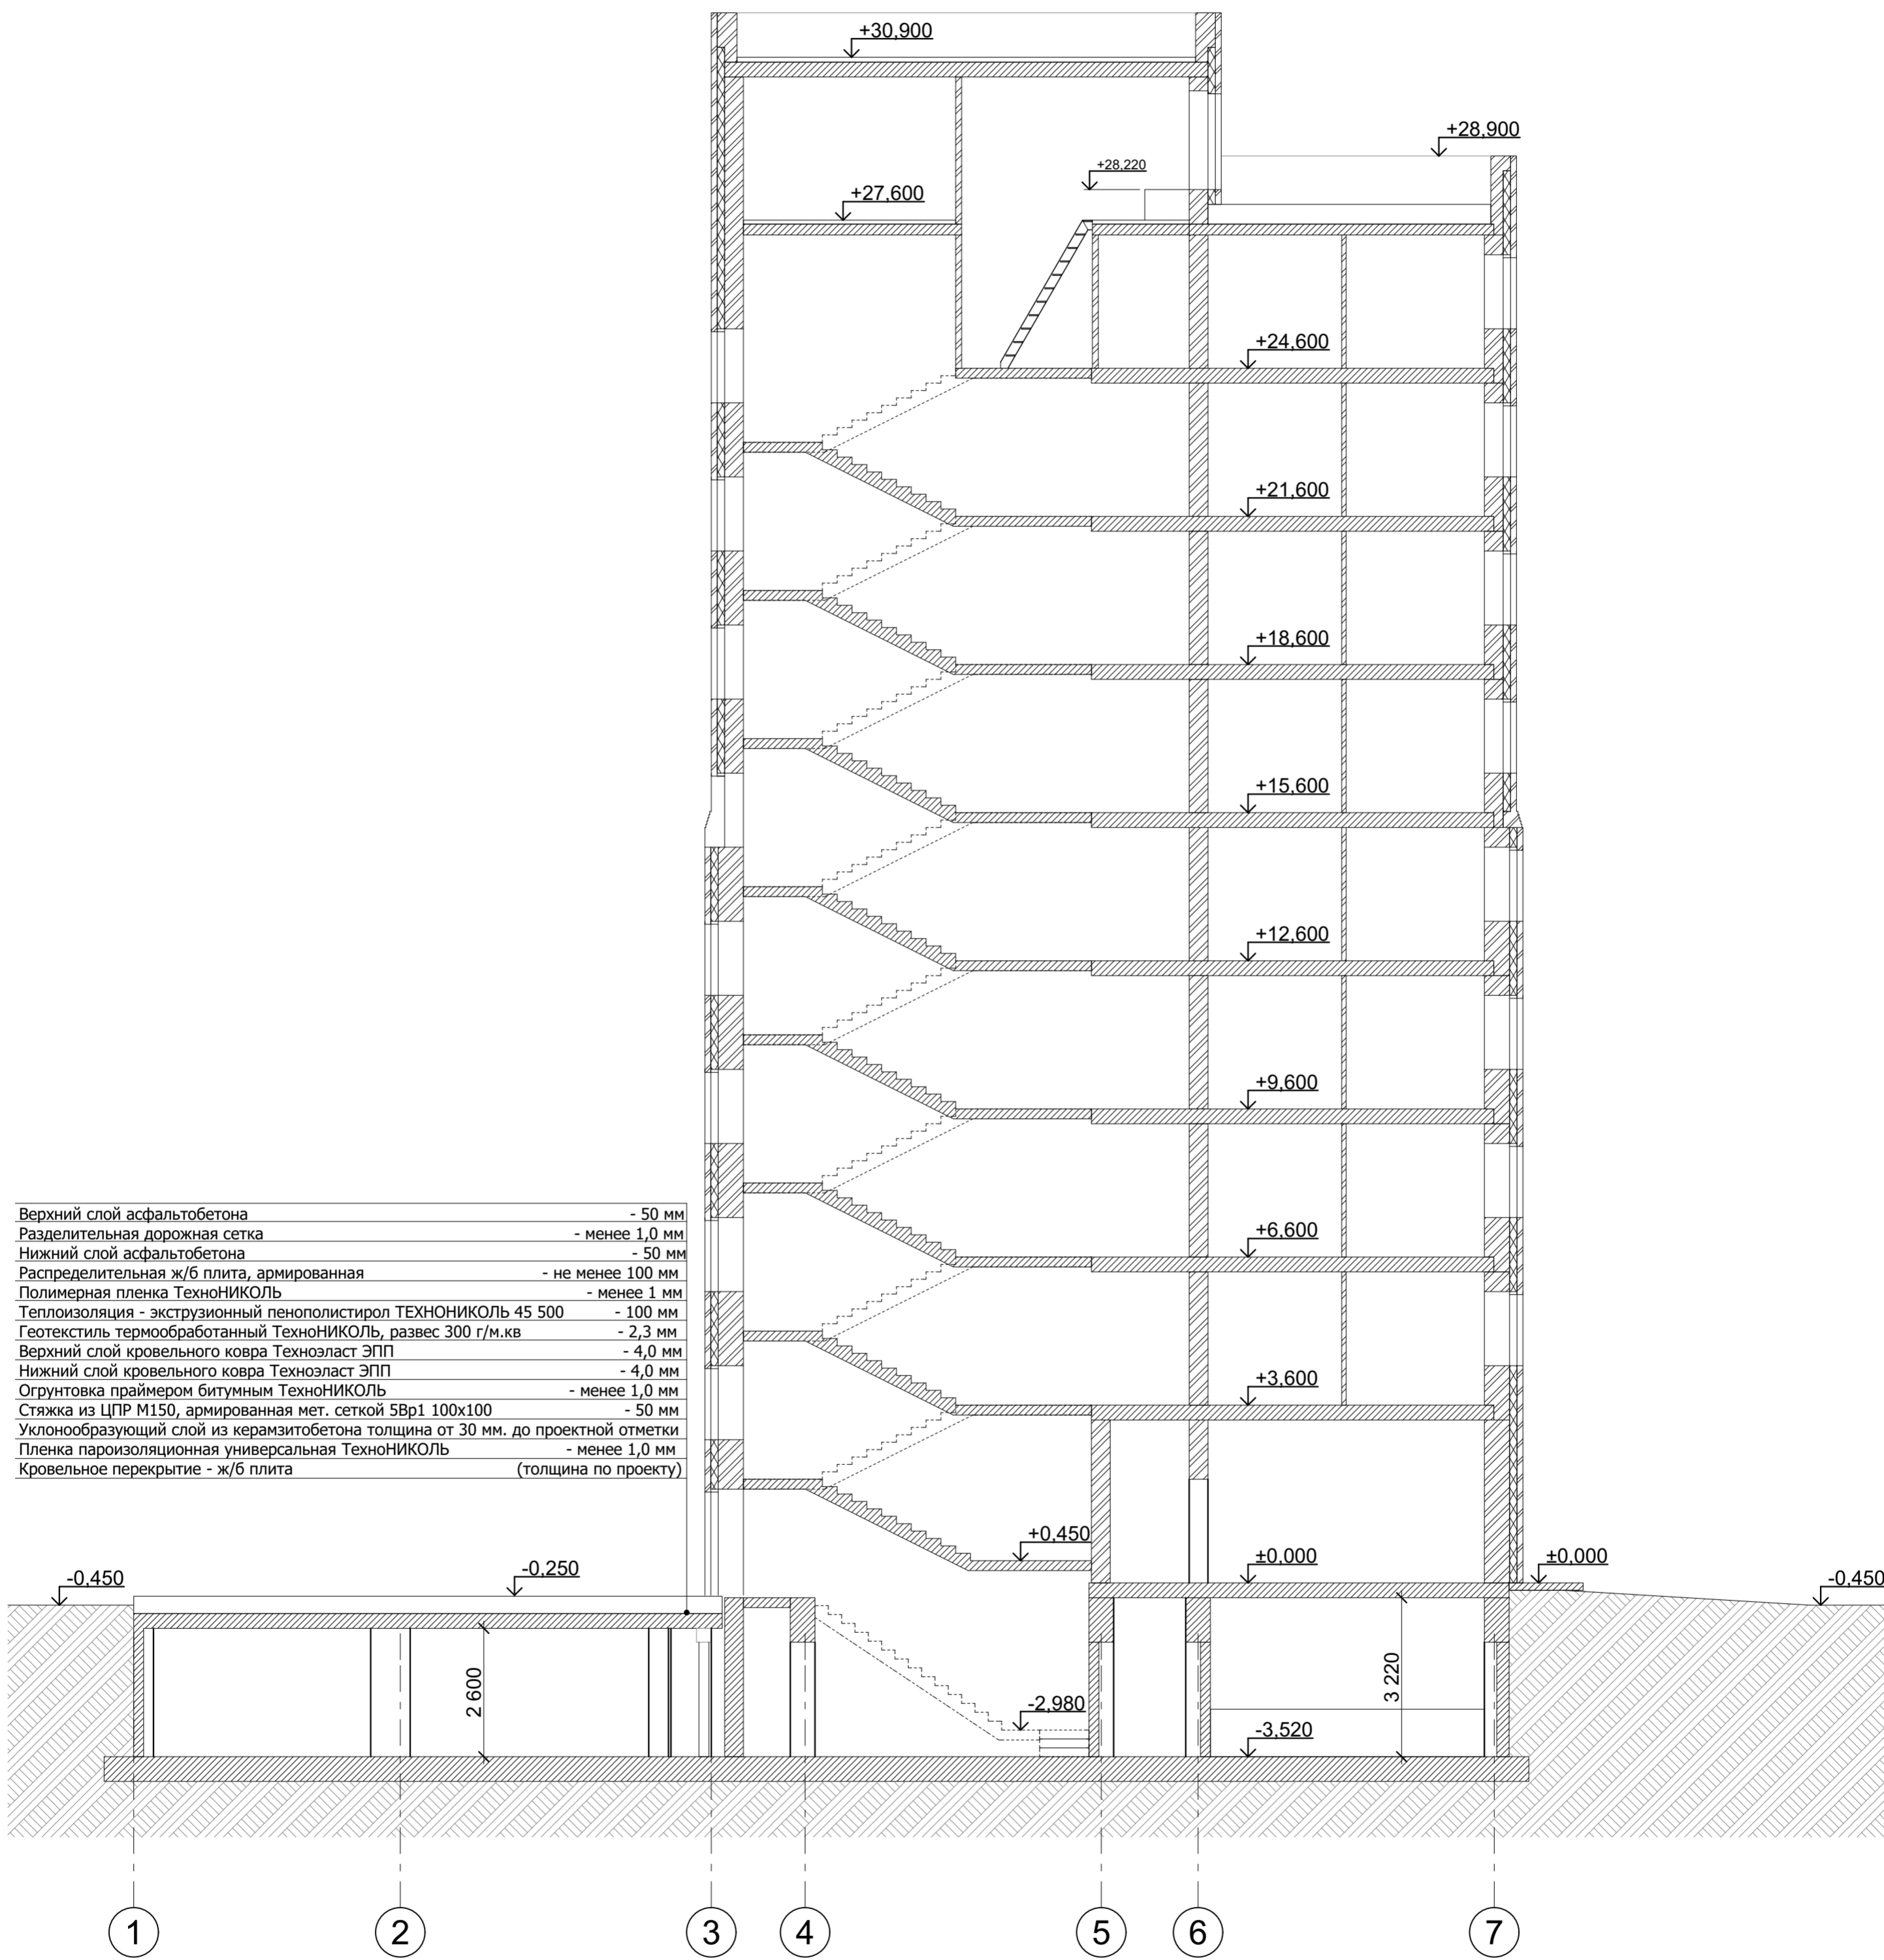 +30,900
+28,900
+28,220
+27,600
+24,600
+21,600
+18,600
+15,600
+12,600
+9,600
+6,600
Верхний слой асфальтобетона - 50 мм
Разделительная дорожная сетка - менее 1,0 мм
Нижний слой асфальтобетона - 50 мм
Распределительная ж/б плита, армированная - не менее 100 мм
Полимерная пленка ТехноНИКОЛЬ - менее 1 мм
Теплоизоляция - экструзионный пенополистирол ТЕХНОНИКОЛЬ 45 500 - 100 мм
Геотекстиль термообработанный ТехноНИКОЛЬ, развес 300 г/м.кв - 2,3 мм
Верхний слой кровельного ковра Техноэласт ЭПП - 4,0 мм
Нижний слой кровельного ковра Техноэласт ЭПП - 4,0 мм
Огрунтовка праймером битумным ТехноНИКОЛЬ - менее 1,0 мм
Стяжка из ЦПР М150, армированная мет. сеткой 5Вр1 100х100 - 50 мм
Уклонообразующий слой из керамзитобетона толщина от 30 мм. до проектной отметки
Пленка пароизоляционная универсальная ТехноНИКОЛЬ - менее 1,0 мм
Кровельное перекрытие - ж/б плита (толщина по проекту)
+3,600
+0,450
-0,450
-0,250
±0,000
±0,000
-0,450
2 600
3 220
-2,980
-3,520
1 2 3 4 5 6 7